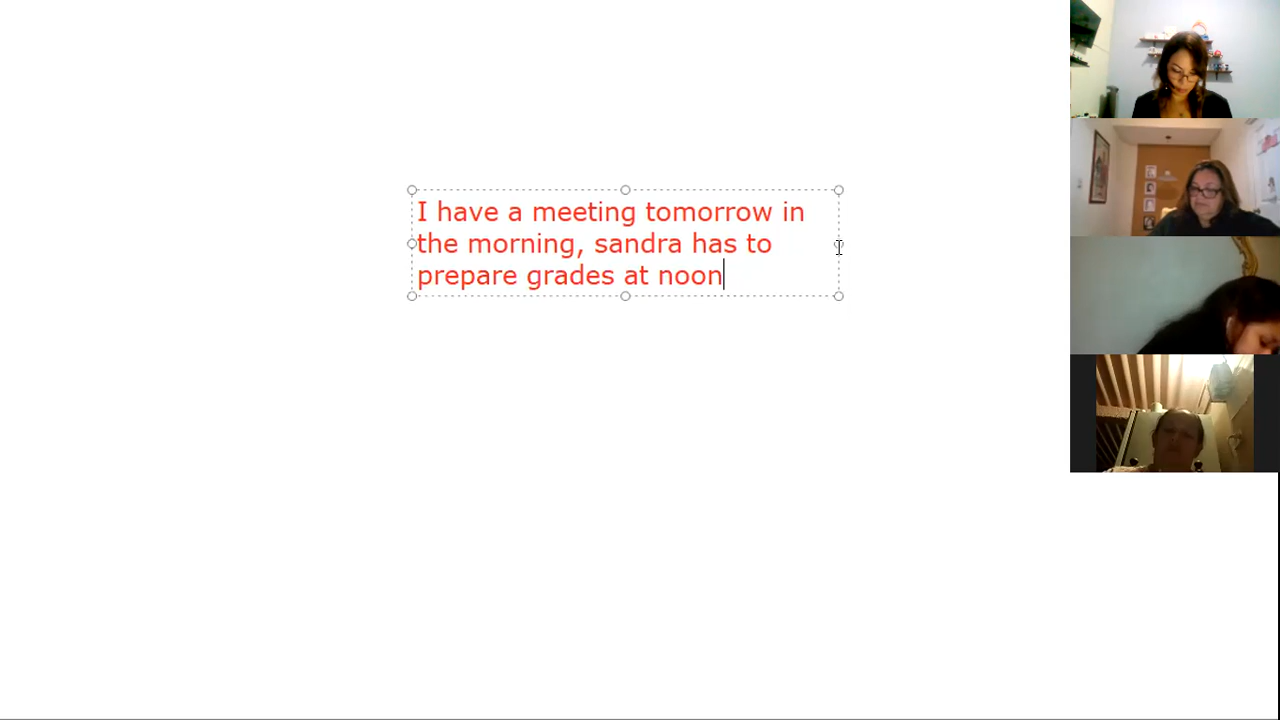 I have a meeting tomorrow in
the morning, sandra has to
prepare grades at noon